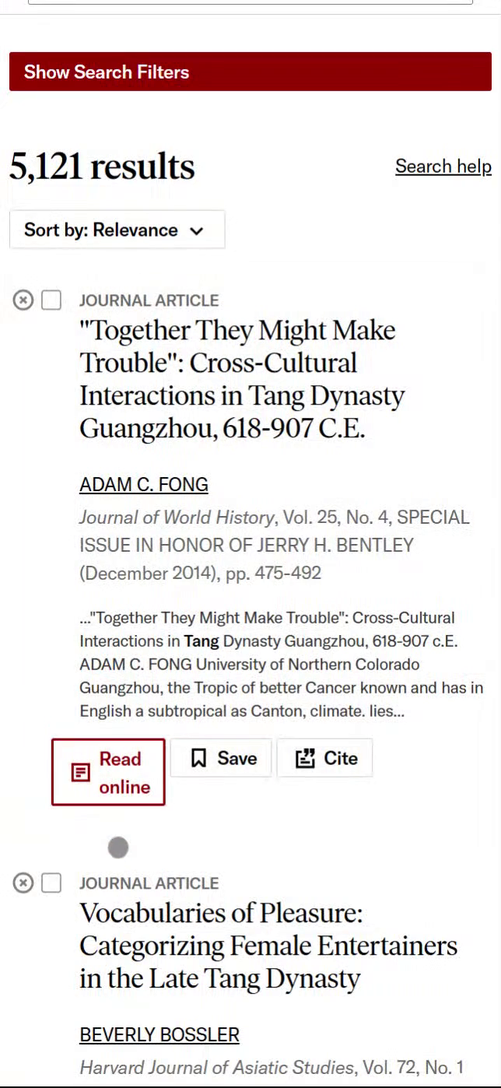 Show Search Filters
5,121 results
Search help
Sort by: Relevance
JOURNAL ARTICLE
"Together They Might Make
Trouble": Cross-Cultural
Interactions in Tang Dynasty
Guangzhou, 618-907 C.E.
ADAM C. FONG
Journal of World History, Vol. 25, No. 4, SPECIAL
ISSUE IN HONOR OF JERRY H. BENTLEY
(December 2014), pp. 475-492
..."Together They Might Make Trouble": Cross-Cultural
Interactions in Tang Dynasty Guangzhou, 618-907 c.E.
ADAM C. FONG University of Northern Colorado
Guangzhou, the Tropic of better Cancer known and has in
English a subtropical as Canton, climate. lies...
Read
online
Save
Cite
JOURNAL ARTICLE
Vocabularies of Pleasure:
Categorizing Female Entertainers
in the Late Tang Dynasty
BEVERLY BOSSLER
Harvard Journal of Asiatic Studies, Vol. 72, No. 1